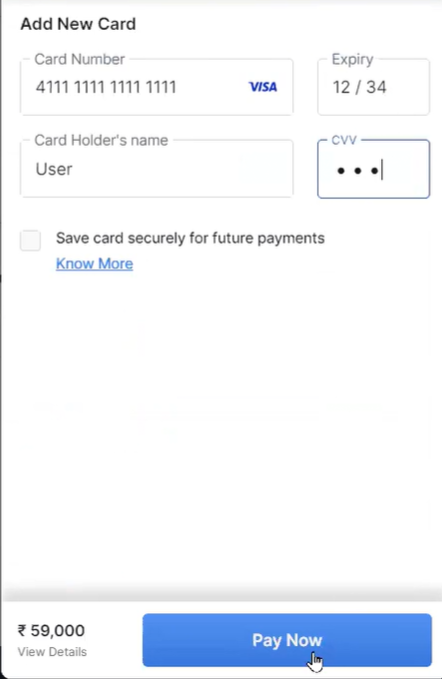 Add New Card
Card Number
4111 1111 1111 1111 VISA
Expiry
12 / 34
Card Holder's name
User
CVV
•••
Save card securely for future payments
Know More
₹ 59,000
View Details
Pay Now